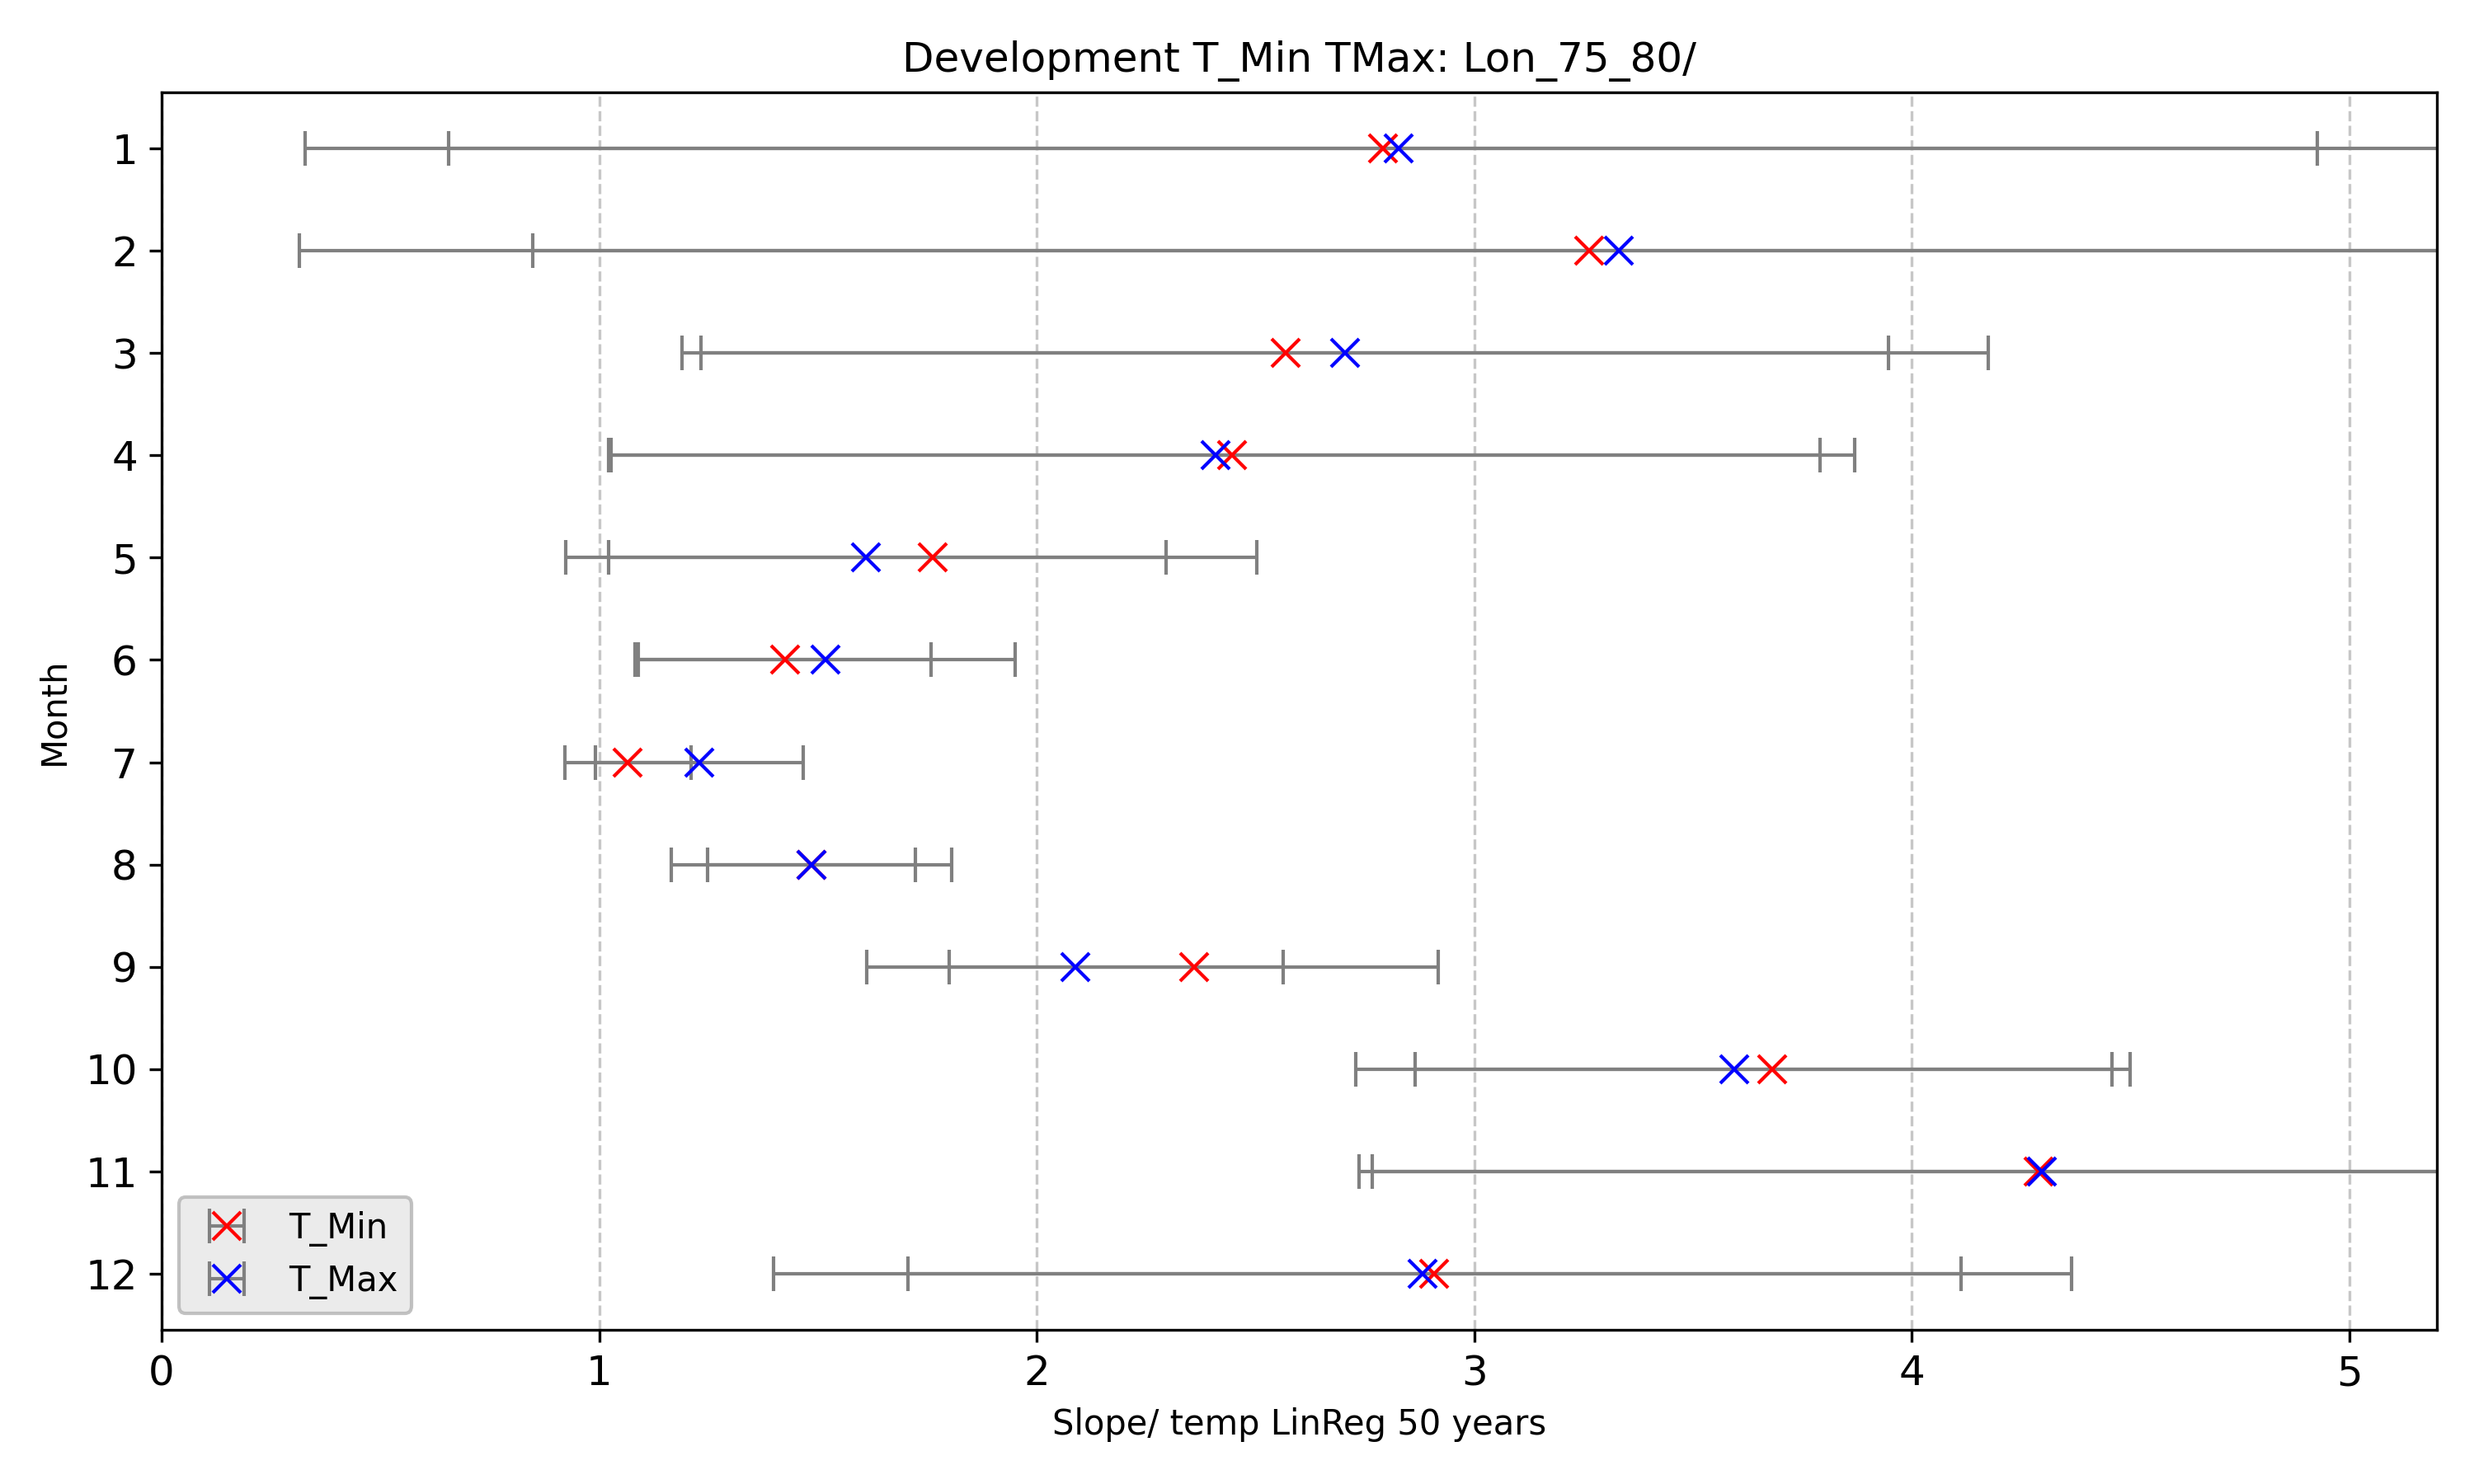 Development T_Min TMax: Lon_75_80/
Month
1
2
3
4
5
6
7
8
9
10
11
12
T_Min
T_Max
0 1 2 3 4 5
Slope/ temp LinReg 50 years